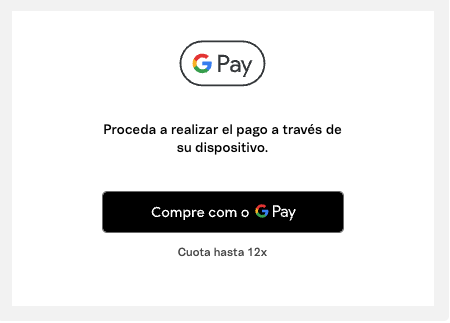 G Pay
Proceda a realizar el pago a través de
su dispositivo.
Compre com o G Pay
Cuota hasta 12x